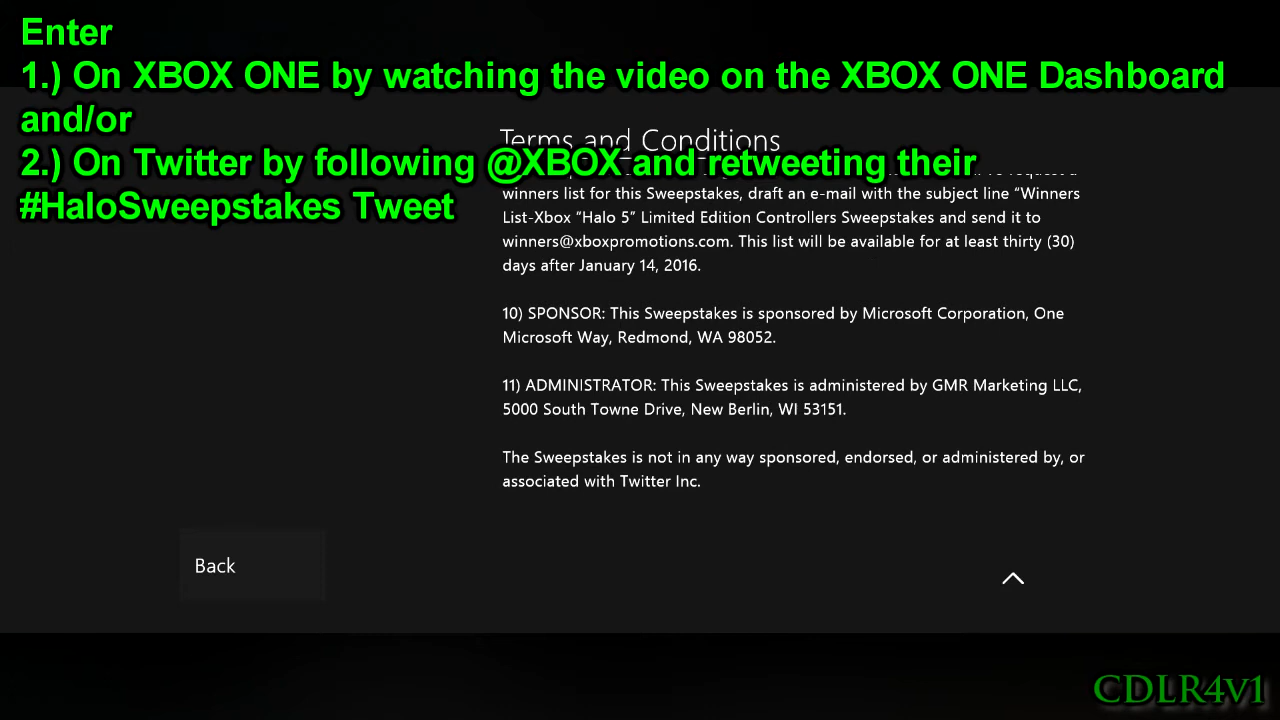 Enter
1.) On XBOX ONE by watching the video on the XBOX ONE Dashboard
and/or
2.) On Twitter by following @XBOX and retweeting their
#HaloSweepstakes Tweet
Terms and Conditions
winners list for this Sweepstakes, draft an e-mail with the subject line “Winners
List-Xbox “Halo 5” Limited Edition Controllers Sweepstakes and send it to
winners@xboxpromotions.com. This list will be available for at least thirty (30)
days after January 14, 2016.
10) SPONSOR: This Sweepstakes is sponsored by Microsoft Corporation, One
Microsoft Way, Redmond, WA 98052.
11) ADMINISTRATOR: This Sweepstakes is administered by GMR Marketing LLC,
5000 South Towne Drive, New Berlin, WI 53151.
The Sweepstakes is not in any way sponsored, endorsed, or administered by, or
associated with Twitter Inc.
Back
CDLR4v1